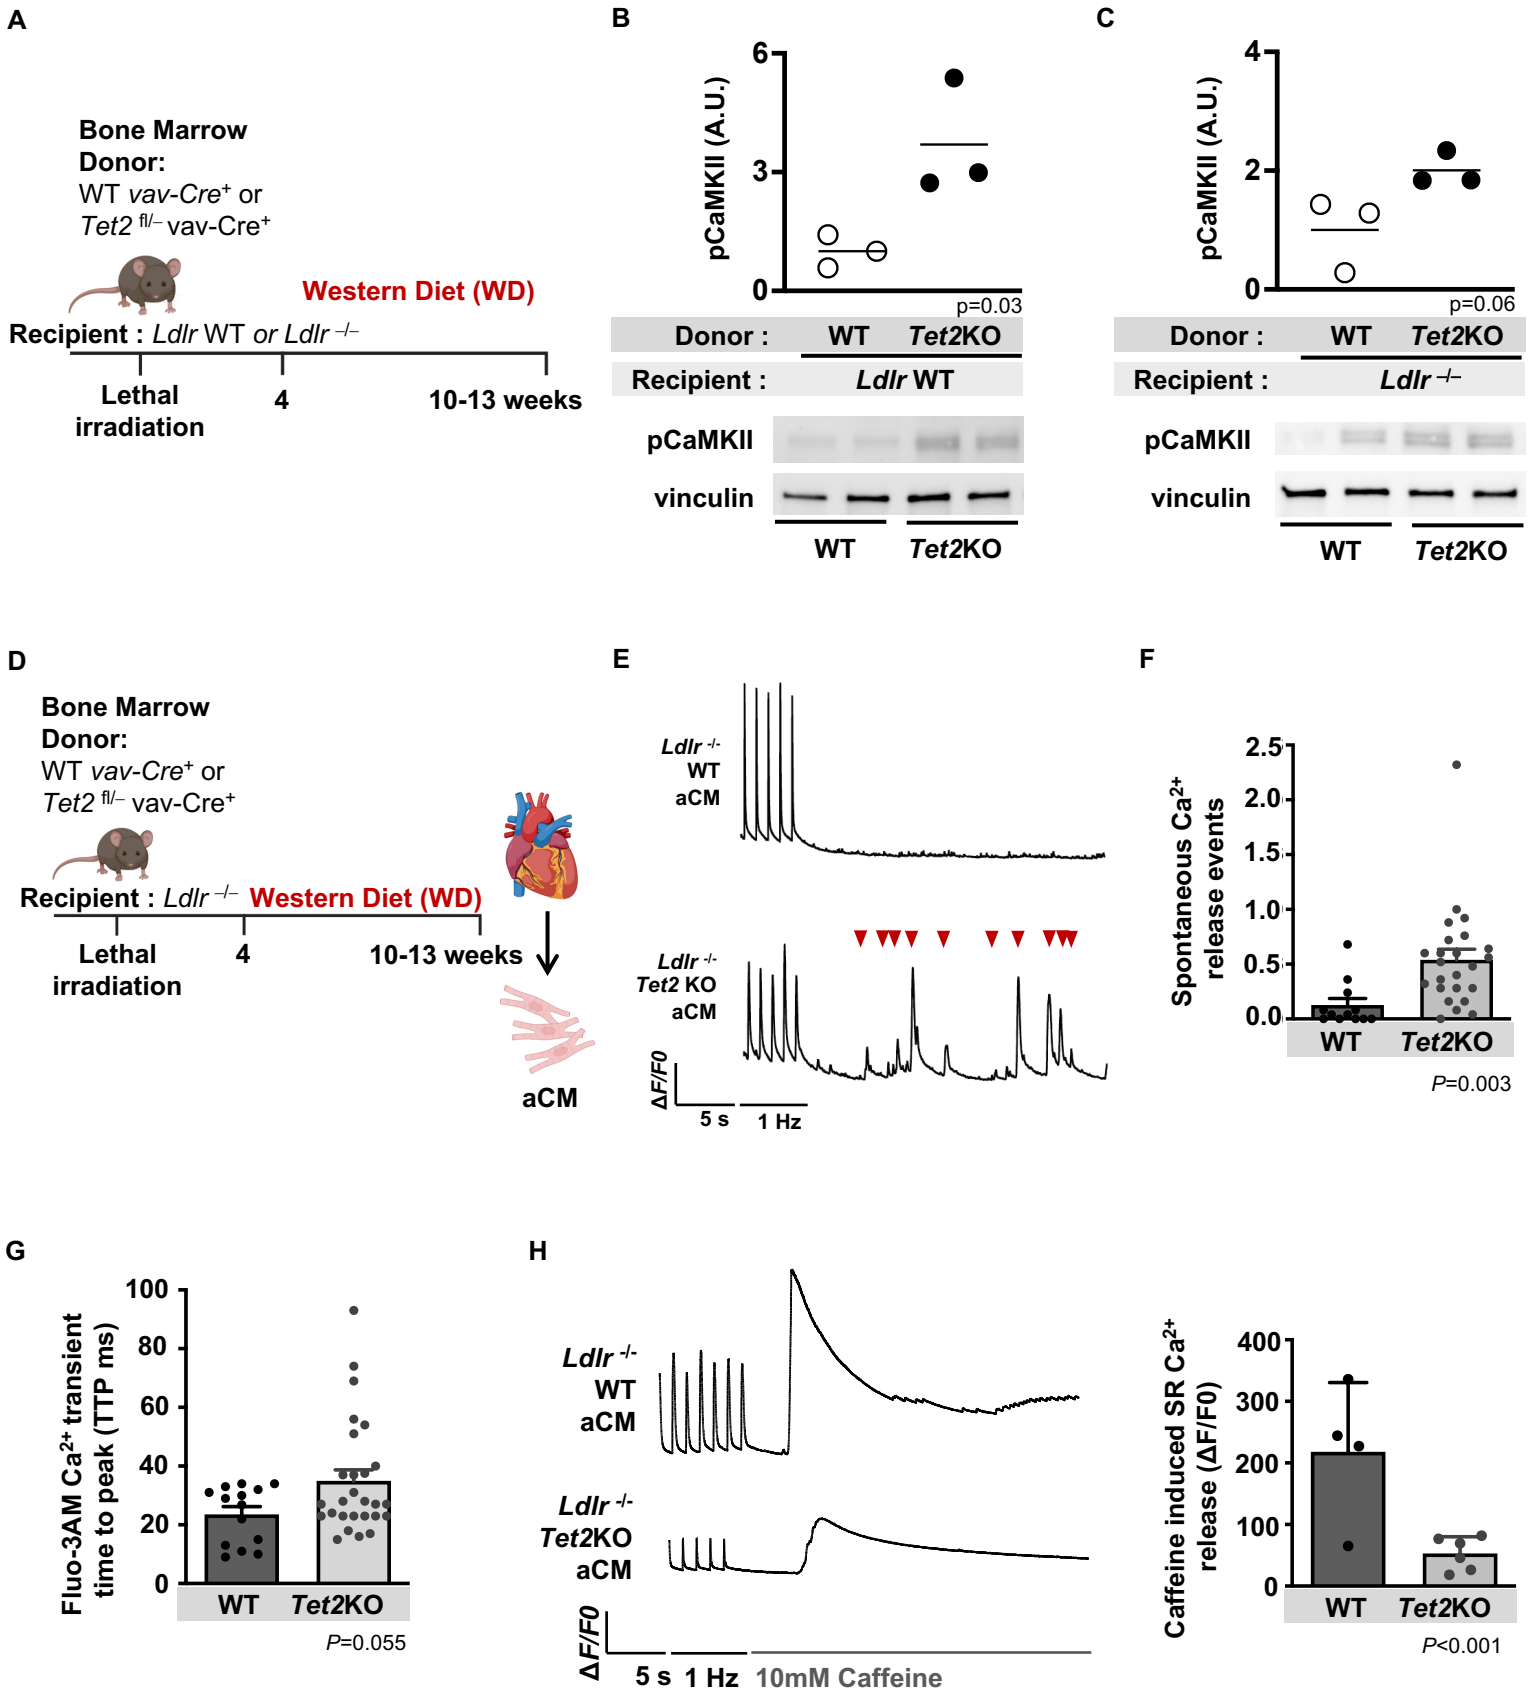 A
Bone Marrow
Donor:
WT vav-Cre⁺ or
Tet2 fl/– vav-Cre⁺
Western Diet (WD)
Recipient : Ldlr WT or Ldlr –/–
Lethal
irradiation
4
10-13 weeks
B
pCaMKII (A.U.)
6
3
0
p=0.03
Donor : WT Tet2KO
Recipient : Ldlr WT
pCaMKII
vinculin
WT Tet2KO
C
pCaMKII (A.U.)
4
2
0
p=0.06
Donor : WT Tet2KO
Recipient : Ldlr –/–
pCaMKII
vinculin
WT Tet2KO
D
Bone Marrow
Donor:
WT vav-Cre⁺ or
Tet2 fl/– vav-Cre⁺
Recipient : Ldlr –/– Western Diet (WD)
Lethal
irradiation
4
10-13 weeks
aCM
E
Ldlr -/-
WT
aCM
Ldlr -/-
Tet2 KO
aCM
ΔF/F0
5 s 1 Hz
F
Spontaneous Ca²⁺
release events
2.5
2.0
1.5
1.0
0.5
0.0
WT Tet2KO
P=0.003
G
Fluo-3AM Ca²⁺ transient
time to peak (TTP ms)
100
80
60
40
20
0
WT Tet2KO
P=0.055
H
Ldlr -/-
WT
aCM
Ldlr -/-
Tet2KO
aCM
ΔF/F0
5 s 1 Hz 10mM Caffeine
Caffeine induced SR Ca²⁺
release (ΔF/F0)
400
300
200
100
0
WT Tet2KO
P<0.001